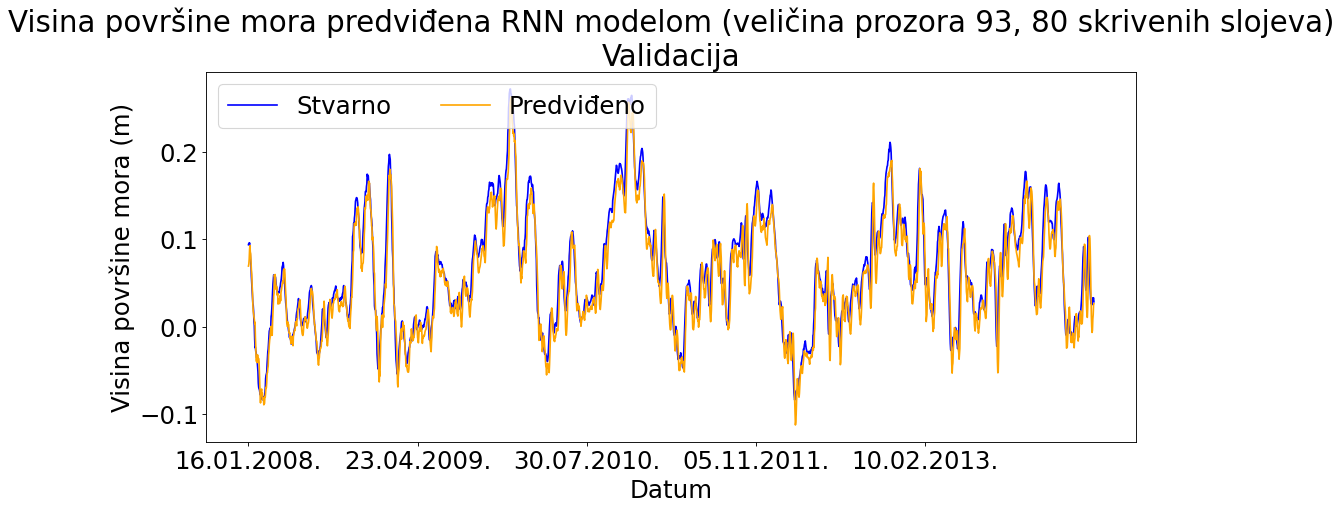 Visina površine mora predviđena RNN modelom (veličina prozora 93, 80 skrivenih slojeva)
Validacija
Stvarno Predviđeno
Visina površine mora (m)
0.2
0.1
0.0
−0.1
16.01.2008. 23.04.2009. 30.07.2010. 05.11.2011. 10.02.2013.
Datum